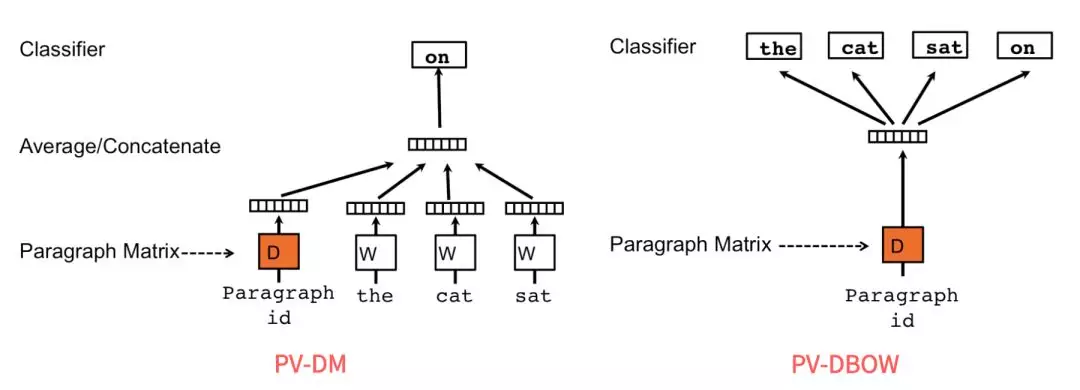 Classifier
on
Average/Concatenate
Paragraph Matrix
D
W
W
W
Paragraph
id
the
cat
sat
PV-DM
Classifier
the
cat
sat
on
Paragraph Matrix
D
Paragraph
id
PV-DBOW